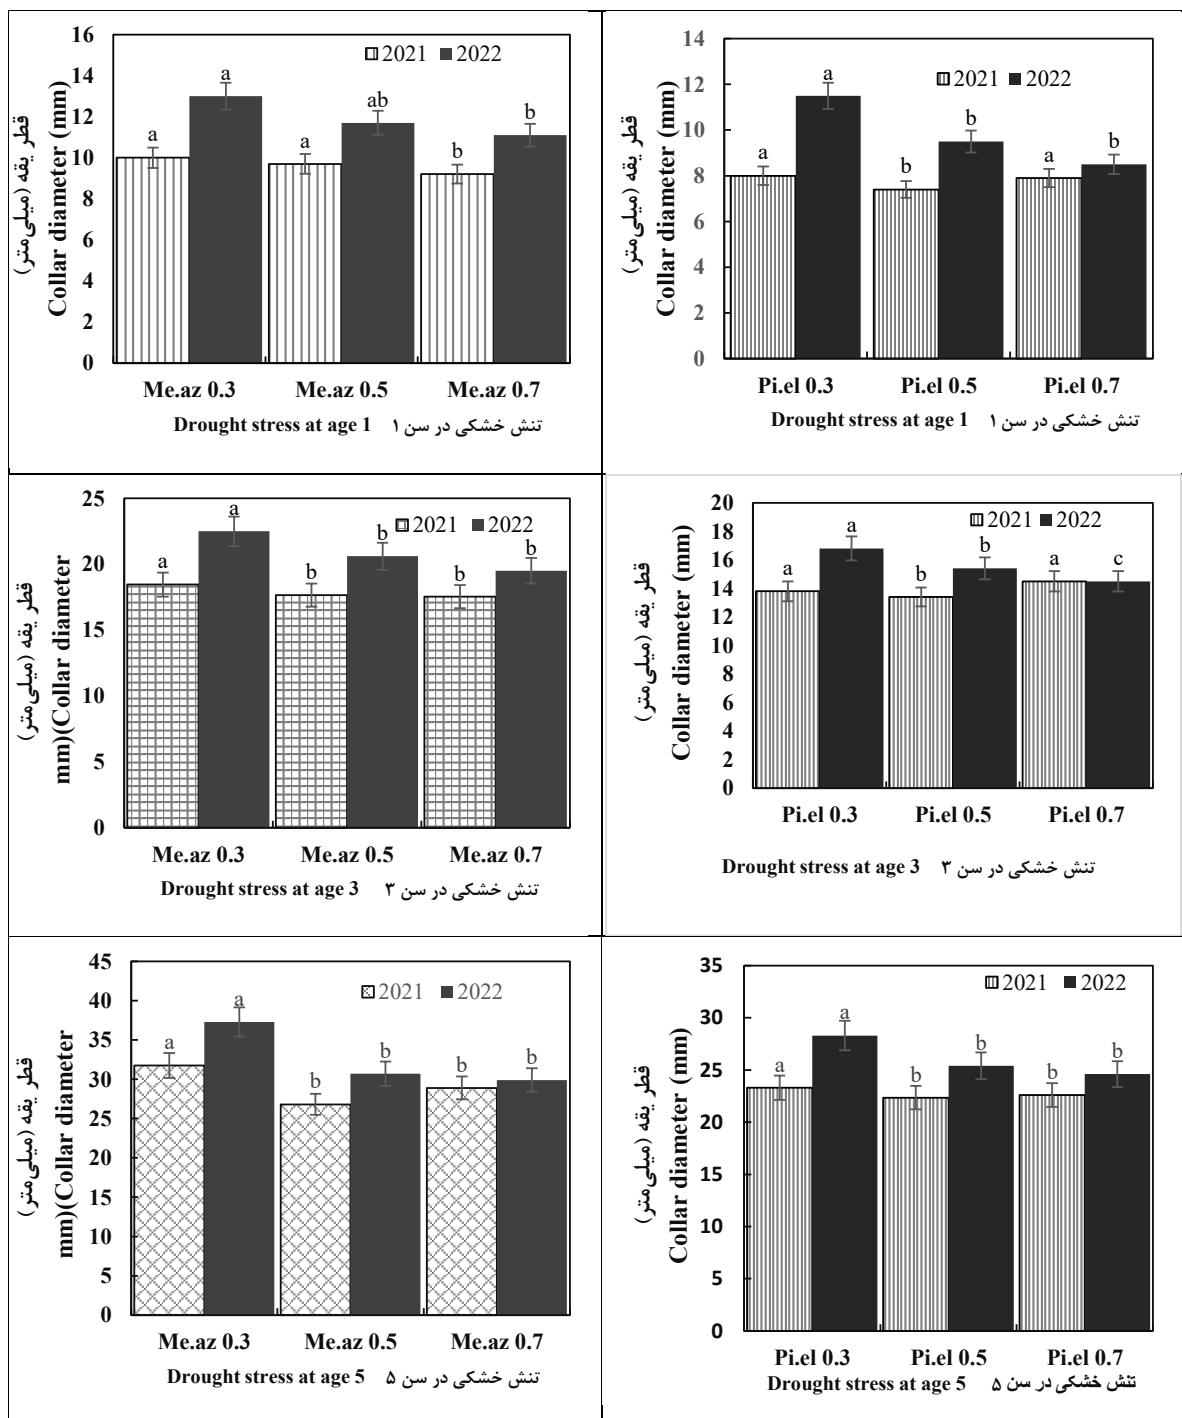 قطر یقه (میلی‌متر)
Collar diameter (mm)
16
14
12
10
8
6
4
2
0
2021 2022
a a a ab b b
Me.az 0.3 Me.az 0.5 Me.az 0.7
Drought stress at age 1 تنش خشکی در سن ۱
قطر یقه (میلی‌متر)
Collar diameter (mm)
14
12
10
8
6
4
2
0
2021 2022
a a b b a b
Pi.el 0.3 Pi.el 0.5 Pi.el 0.7
Drought stress at age 1 تنش خشکی در سن ۱
قطر یقه (میلی‌متر)
mm)(Collar diameter
25
20
15
10
5
0
2021 2022
a a b b b b
Me.az 0.3 Me.az 0.5 Me.az 0.7
Drought stress at age 3 تنش خشکی در سن ۳
قطر یقه (میلی‌متر)
Collar diameter (mm)
20
18
16
14
12
10
8
6
4
2
0
2021 2022
a a b b a c
Pi.el 0.3 Pi.el 0.5 Pi.el 0.7
Drought stress at age 3 تنش خشکی در سن ۳
قطر یقه (میلی‌متر)
mm)(Collar diameter
45
40
35
30
25
20
15
10
5
0
2021 2022
a a b b b b
Me.az 0.3 Me.az 0.5 Me.az 0.7
Drought stress at age 5 تنش خشکی در سن ۵
قطر یقه (میلی‌متر)
Collar diameter (mm)
35
30
25
20
15
10
5
0
2021 2022
a a b b b b
Pi.el 0.3 Pi.el 0.5 Pi.el 0.7
Drought stress at age 5 تنش خشکی در سن ۵